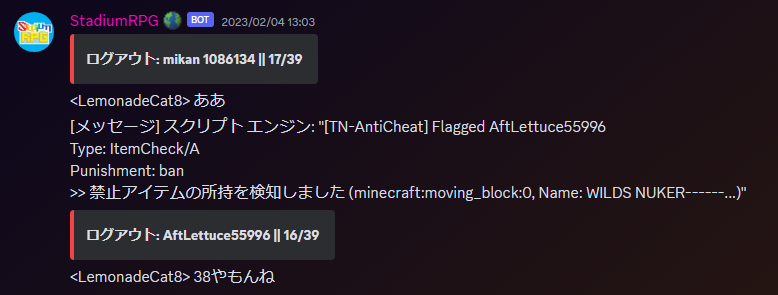 StadiumRPG BOT 2023/02/04 13:03
ログアウト: mikan 1086134 || 17/39
<LemonadeCat8> ああ
[メッセージ] スクリプト エンジン: "[TN-AntiCheat] Flagged AftLettuce55996
Type: ItemCheck/A
Punishment: ban
>> 禁止アイテムの所持を検知しました (minecraft:moving_block:0, Name: WILDS NUKER------...)"
ログアウト: AftLettuce55996 || 16/39
<LemonadeCat8> 38やもんね